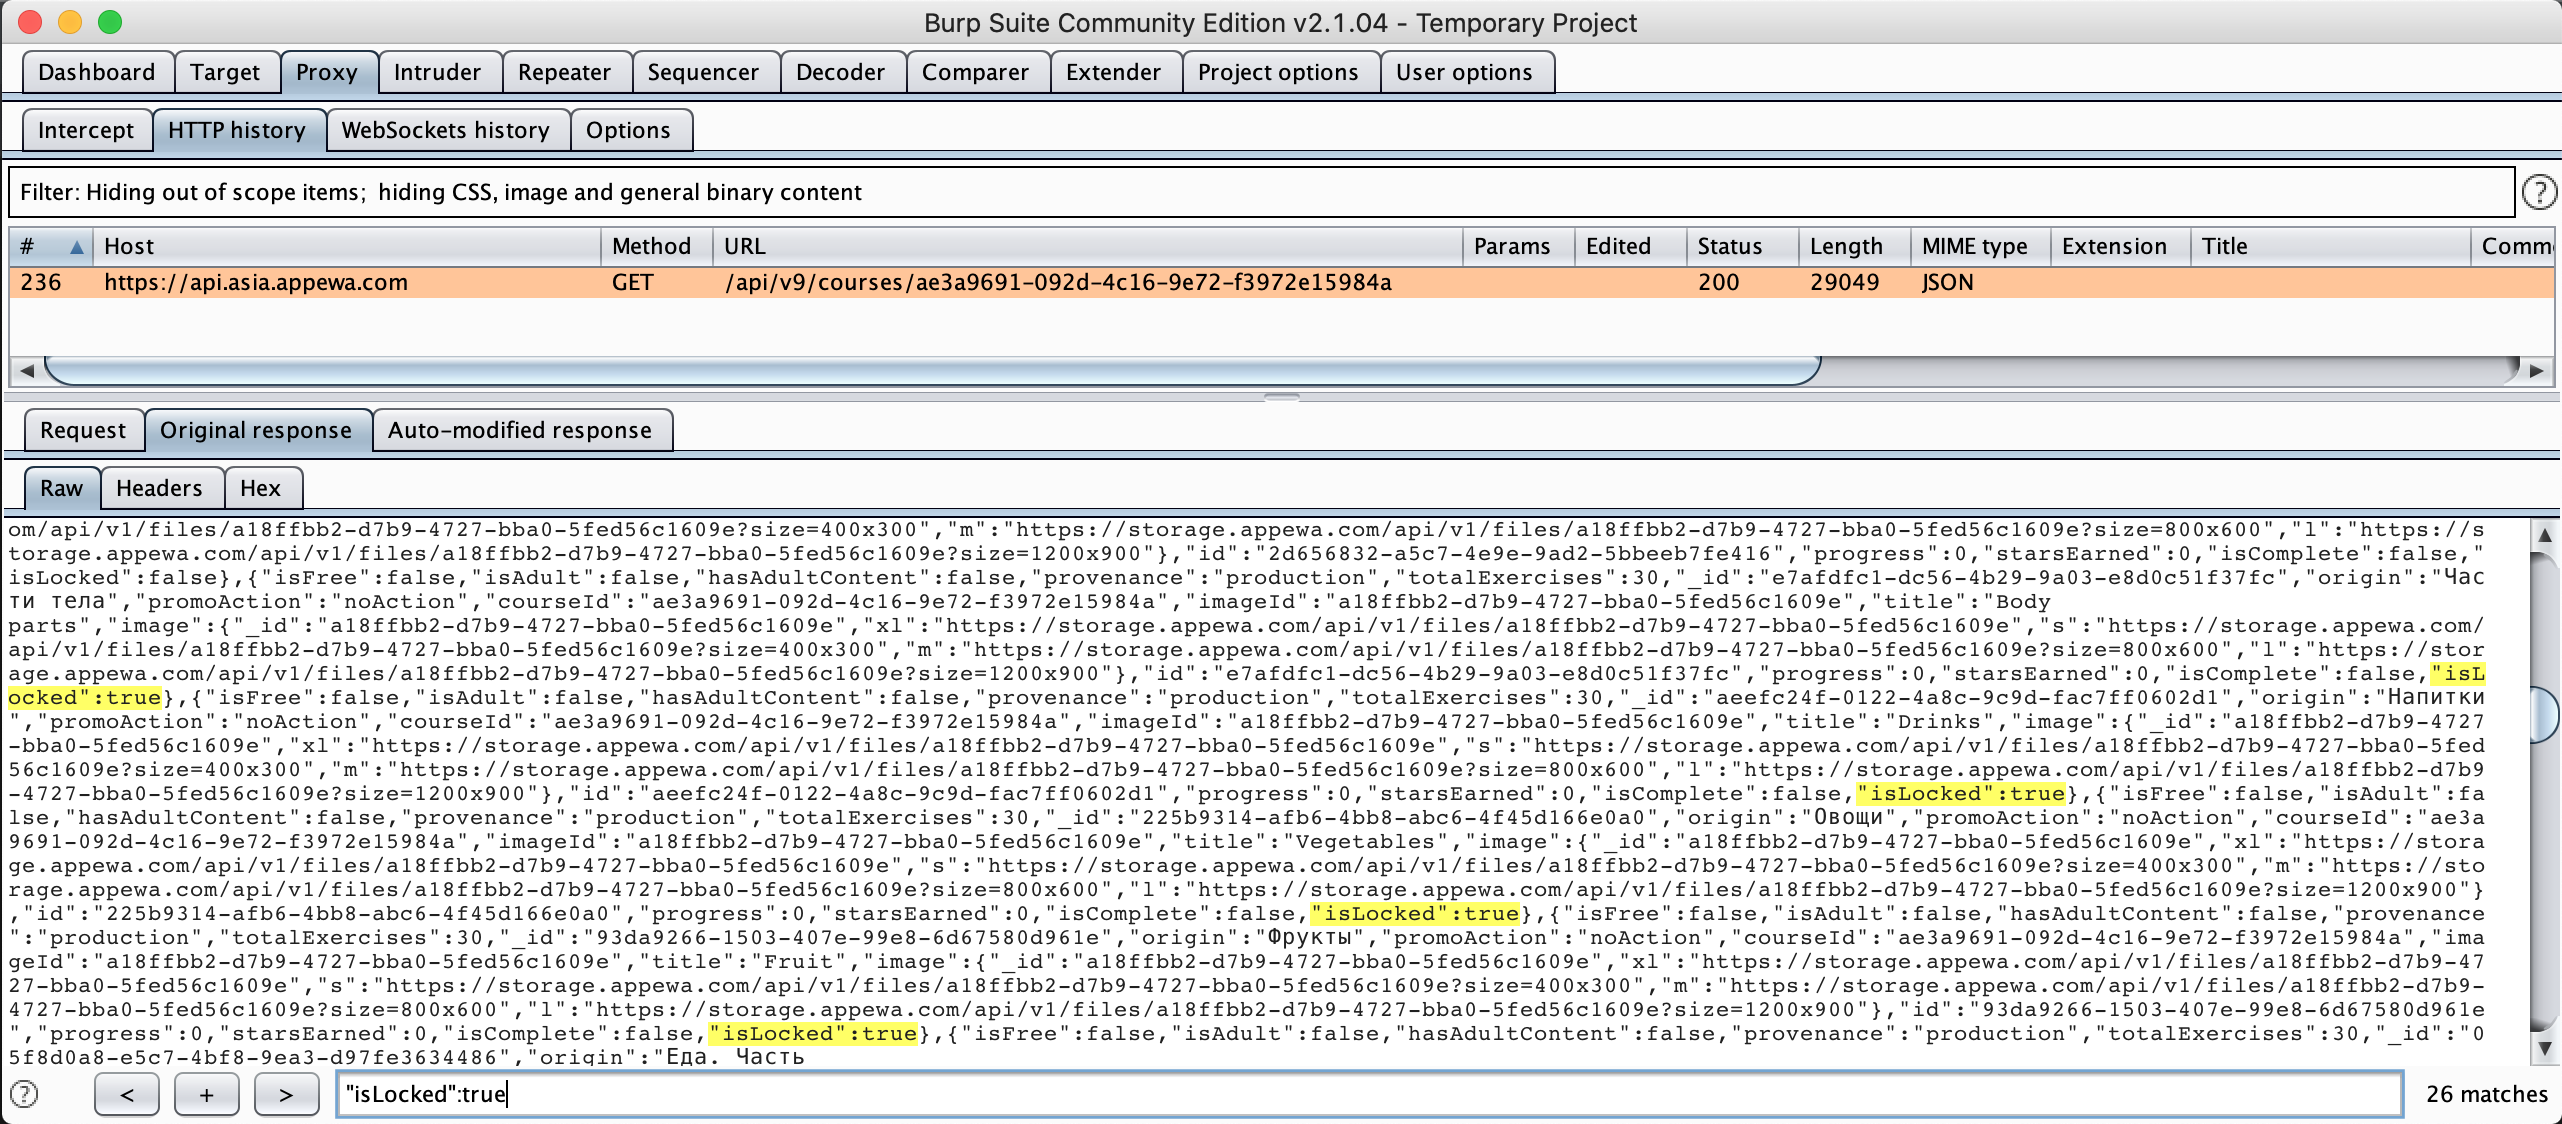 Burp Suite Community Edition v2.1.04 - Temporary Project
Dashboard Target Proxy Intruder Repeater Sequencer Decoder Comparer Extender Project options User options
Intercept HTTP history WebSockets history Options
Filter: Hiding out of scope items; hiding CSS, image and general binary content ?
# Host Method URL Params Edited Status Length MIME type Extension Title Comm
236 https://api.asia.appewa.com GET /api/v9/courses/ae3a9691-092d-4c16-9e72-f3972e15984a 200 29049 JSON
Request Original response Auto-modified response
Raw Headers Hex
om/api/v1/files/a18ffbb2-d7b9-4727-bba0-5fed56c1609e?size=400x300","m":"https://storage.appewa.com/api/v1/files/a18ffbb2-d7b9-4727-bba0-5fed56c1609e?size=800x600","l":"https://s
torage.appewa.com/api/v1/files/a18ffbb2-d7b9-4727-bba0-5fed56c1609e?size=1200x900"},"id":"2d656832-a5c7-4e9e-9ad2-5bbeeb7fe416","progress":0,"starsEarned":0,"isComplete":false,"
isLocked":false},{"isFree":false,"isAdult":false,"hasAdultContent":false,"provenance":"production","totalExercises":30,"_id":"e7afdfc1-dc56-4b29-9a03-e8d0c51f37fc","origin":"Час
ти тела","promoAction":"noAction","courseId":"ae3a9691-092d-4c16-9e72-f3972e15984a","imageId":"a18ffbb2-d7b9-4727-bba0-5fed56c1609e","title":"Body
parts","image":{"_id":"a18ffbb2-d7b9-4727-bba0-5fed56c1609e","xl":"https://storage.appewa.com/api/v1/files/a18ffbb2-d7b9-4727-bba0-5fed56c1609e","s":"https://storage.appewa.com/
api/v1/files/a18ffbb2-d7b9-4727-bba0-5fed56c1609e?size=400x300","m":"https://storage.appewa.com/api/v1/files/a18ffbb2-d7b9-4727-bba0-5fed56c1609e?size=800x600","l":"https://stor
age.appewa.com/api/v1/files/a18ffbb2-d7b9-4727-bba0-5fed56c1609e?size=1200x900"},"id":"e7afdfc1-dc56-4b29-9a03-e8d0c51f37fc","progress":0,"starsEarned":0,"isComplete":false,"isL
ocked":true},{"isFree":false,"isAdult":false,"hasAdultContent":false,"provenance":"production","totalExercises":30,"_id":"aeefc24f-0122-4a8c-9c9d-fac7ff0602d1","origin":"Напитки
","promoAction":"noAction","courseId":"ae3a9691-092d-4c16-9e72-f3972e15984a","imageId":"a18ffbb2-d7b9-4727-bba0-5fed56c1609e","title":"Drinks","image":{"_id":"a18ffbb2-d7b9-4727
-bba0-5fed56c1609e","xl":"https://storage.appewa.com/api/v1/files/a18ffbb2-d7b9-4727-bba0-5fed56c1609e","s":"https://storage.appewa.com/api/v1/files/a18ffbb2-d7b9-4727-bba0-5fed
56c1609e?size=400x300","m":"https://storage.appewa.com/api/v1/files/a18ffbb2-d7b9-4727-bba0-5fed56c1609e?size=800x600","l":"https://storage.appewa.com/api/v1/files/a18ffbb2-d7b9
-4727-bba0-5fed56c1609e?size=1200x900"},"id":"aeefc24f-0122-4a8c-9c9d-fac7ff0602d1","progress":0,"starsEarned":0,"isComplete":false,"isLocked":true},{"isFree":false,"isAdult":fa
lse,"hasAdultContent":false,"provenance":"production","totalExercises":30,"_id":"225b9314-afb6-4bb8-abc6-4f45d166e0a0","origin":"Овощи","promoAction":"noAction","courseId":"ae3a
9691-092d-4c16-9e72-f3972e15984a","imageId":"a18ffbb2-d7b9-4727-bba0-5fed56c1609e","title":"Vegetables","image":{"_id":"a18ffbb2-d7b9-4727-bba0-5fed56c1609e","xl":"https://stora
ge.appewa.com/api/v1/files/a18ffbb2-d7b9-4727-bba0-5fed56c1609e","s":"https://storage.appewa.com/api/v1/files/a18ffbb2-d7b9-4727-bba0-5fed56c1609e?size=400x300","m":"https://sto
rage.appewa.com/api/v1/files/a18ffbb2-d7b9-4727-bba0-5fed56c1609e?size=800x600","l":"https://storage.appewa.com/api/v1/files/a18ffbb2-d7b9-4727-bba0-5fed56c1609e?size=1200x900"}
,"id":"225b9314-afb6-4bb8-abc6-4f45d166e0a0","progress":0,"starsEarned":0,"isComplete":false,"isLocked":true},{"isFree":false,"isAdult":false,"hasAdultContent":false,"provenance
":"production","totalExercises":30,"_id":"93da9266-1503-407e-99e8-6d67580d961e","origin":"Фрукты","promoAction":"noAction","courseId":"ae3a9691-092d-4c16-9e72-f3972e15984a","ima
geId":"a18ffbb2-d7b9-4727-bba0-5fed56c1609e","title":"Fruit","image":{"_id":"a18ffbb2-d7b9-4727-bba0-5fed56c1609e","xl":"https://storage.appewa.com/api/v1/files/a18ffbb2-d7b9-47
27-bba0-5fed56c1609e","s":"https://storage.appewa.com/api/v1/files/a18ffbb2-d7b9-4727-bba0-5fed56c1609e?size=400x300","m":"https://storage.appewa.com/api/v1/files/a18ffbb2-d7b9-
4727-bba0-5fed56c1609e?size=800x600","l":"https://storage.appewa.com/api/v1/files/a18ffbb2-d7b9-4727-bba0-5fed56c1609e?size=1200x900"},"id":"93da9266-1503-407e-99e8-6d67580d961e
","progress":0,"starsEarned":0,"isComplete":false,"isLocked":true},{"isFree":false,"isAdult":false,"hasAdultContent":false,"provenance":"production","totalExercises":30,"_id":"0
5f8d0a8-e5c7-4bf8-9ea3-d97fe3634486","origin":"Еда. Часть
? < + > "isLocked":true 26 matches